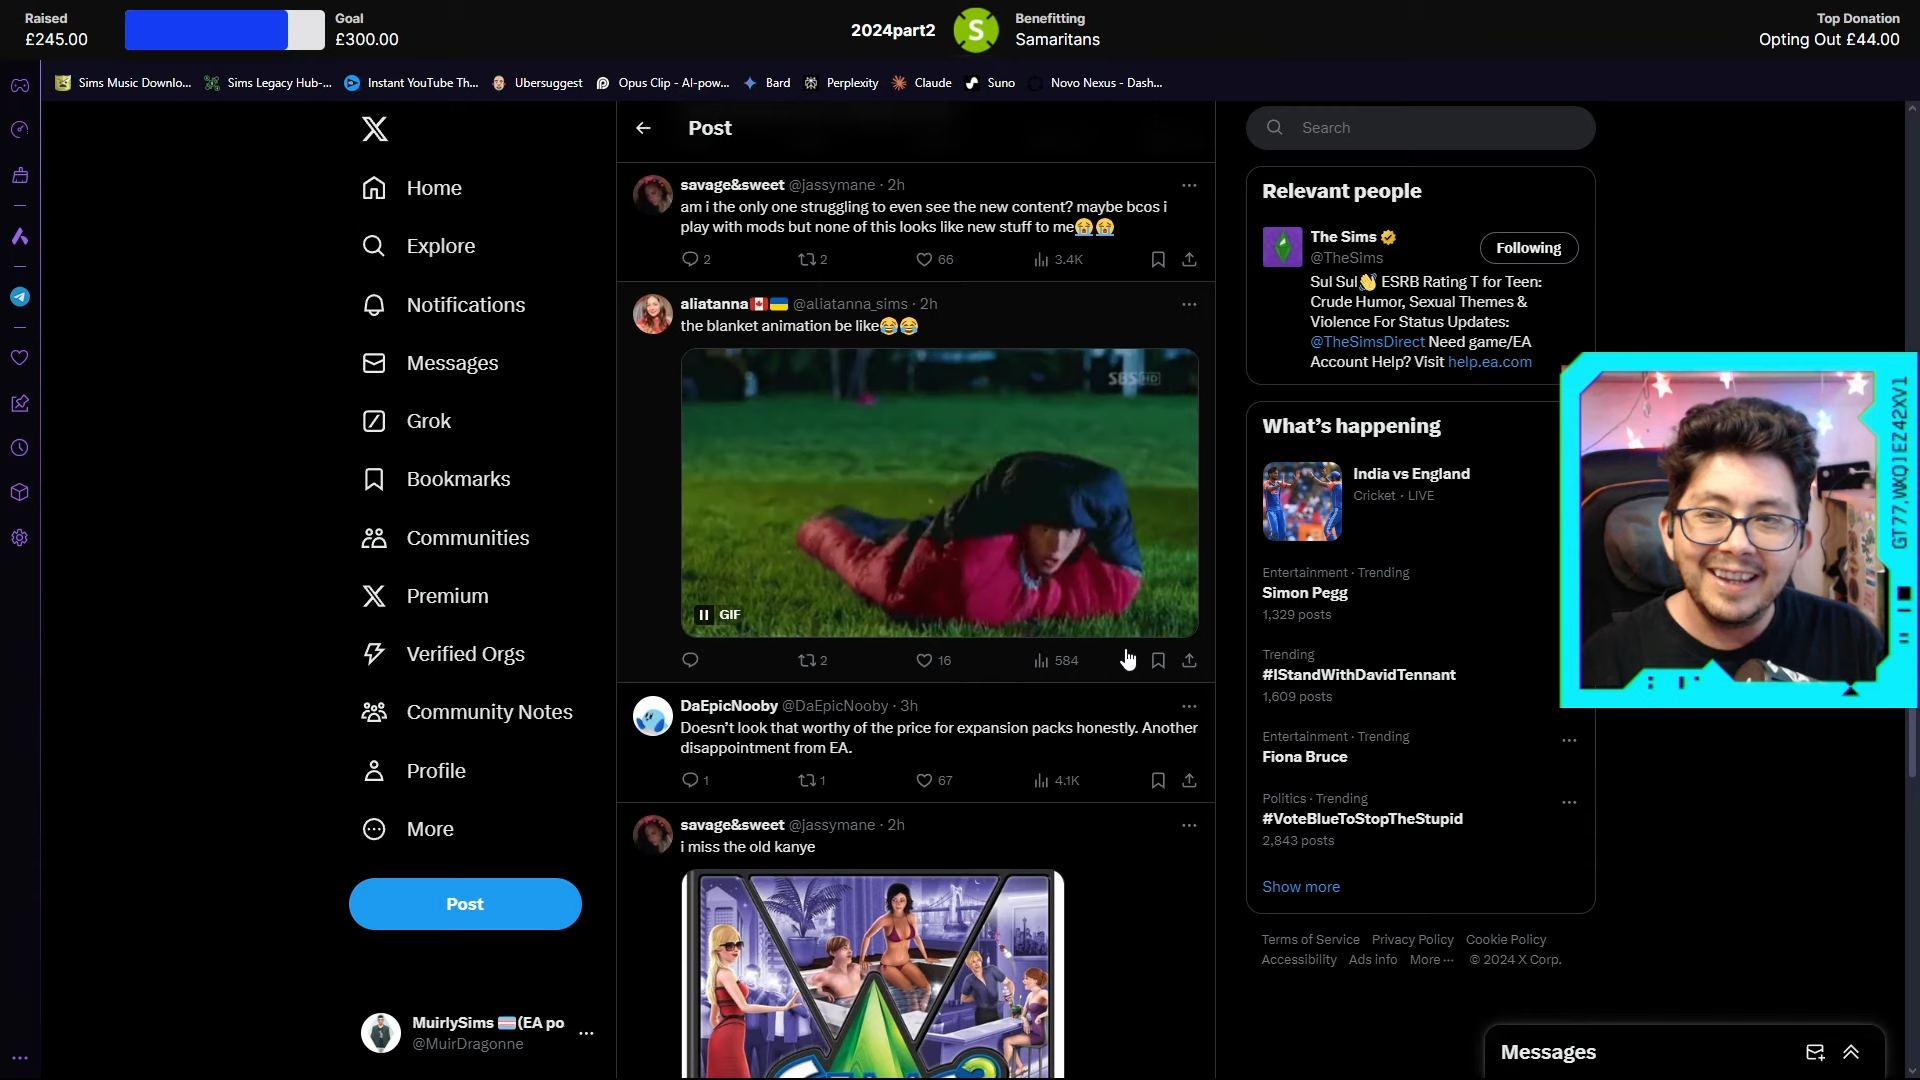 Raised
£245.00
Goal
£300.00
2024part2
S
Benefitting
Samaritans
Top Donation
Opting Out £44.00
Sims Music Downlo...
Sims Legacy Hub-...
Instant YouTube Th...
Ubersuggest
Opus Clip - AI-pow...
Bard
Perplexity
Claude
Suno
Novo Nexus - Dash...
Home
Explore
Notifications
Messages
Grok
Bookmarks
Communities
Premium
Verified Orgs
Community Notes
Profile
More
Post
MuirlySims (EA po
@MuirDragonne
Post
savage&sweet @jassymane · 2h
am i the only one struggling to even see the new content? maybe bcos i
play with mods but none of this looks like new stuff to me😭😭
2 2 66 3.4K
aliatanna🇨🇦🇺🇦 @aliatanna_sims · 2h
the blanket animation be like😂😂
SBS HD
GIF
2 16 584
DaEpicNooby @DaEpicNooby · 3h
Doesn't look that worthy of the price for expansion packs honestly. Another
disappointment from EA.
1 1 67 4.1K
savage&sweet @jassymane · 2h
i miss the old kanye
Search
Relevant people
The Sims
@TheSims
Following
Sul Sul👋 ESRB Rating T for Teen:
Crude Humor, Sexual Themes &
Violence For Status Updates:
@TheSimsDirect Need game/EA
Account Help? Visit help.ea.com
What's happening
India vs England
Cricket · LIVE
Entertainment · Trending
Simon Pegg
1,329 posts
Trending
#IStandWithDavidTennant
1,609 posts
Entertainment · Trending
Fiona Bruce
Politics · Trending
#VoteBlueToStopTheStupid
2,843 posts
Show more
Terms of Service Privacy Policy Cookie Policy
Accessibility Ads info More ··· © 2024 X Corp.
Messages